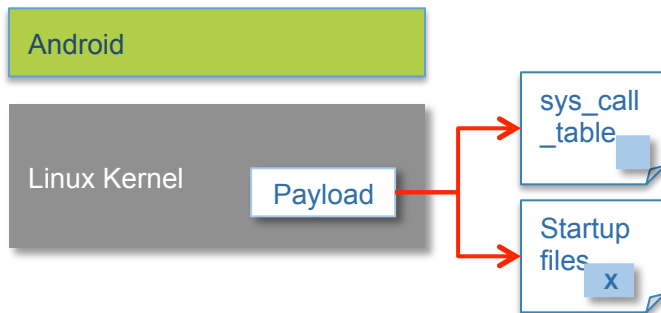 Android
Linux Kernel
Payload
sys_call
_table
Startup
files
x